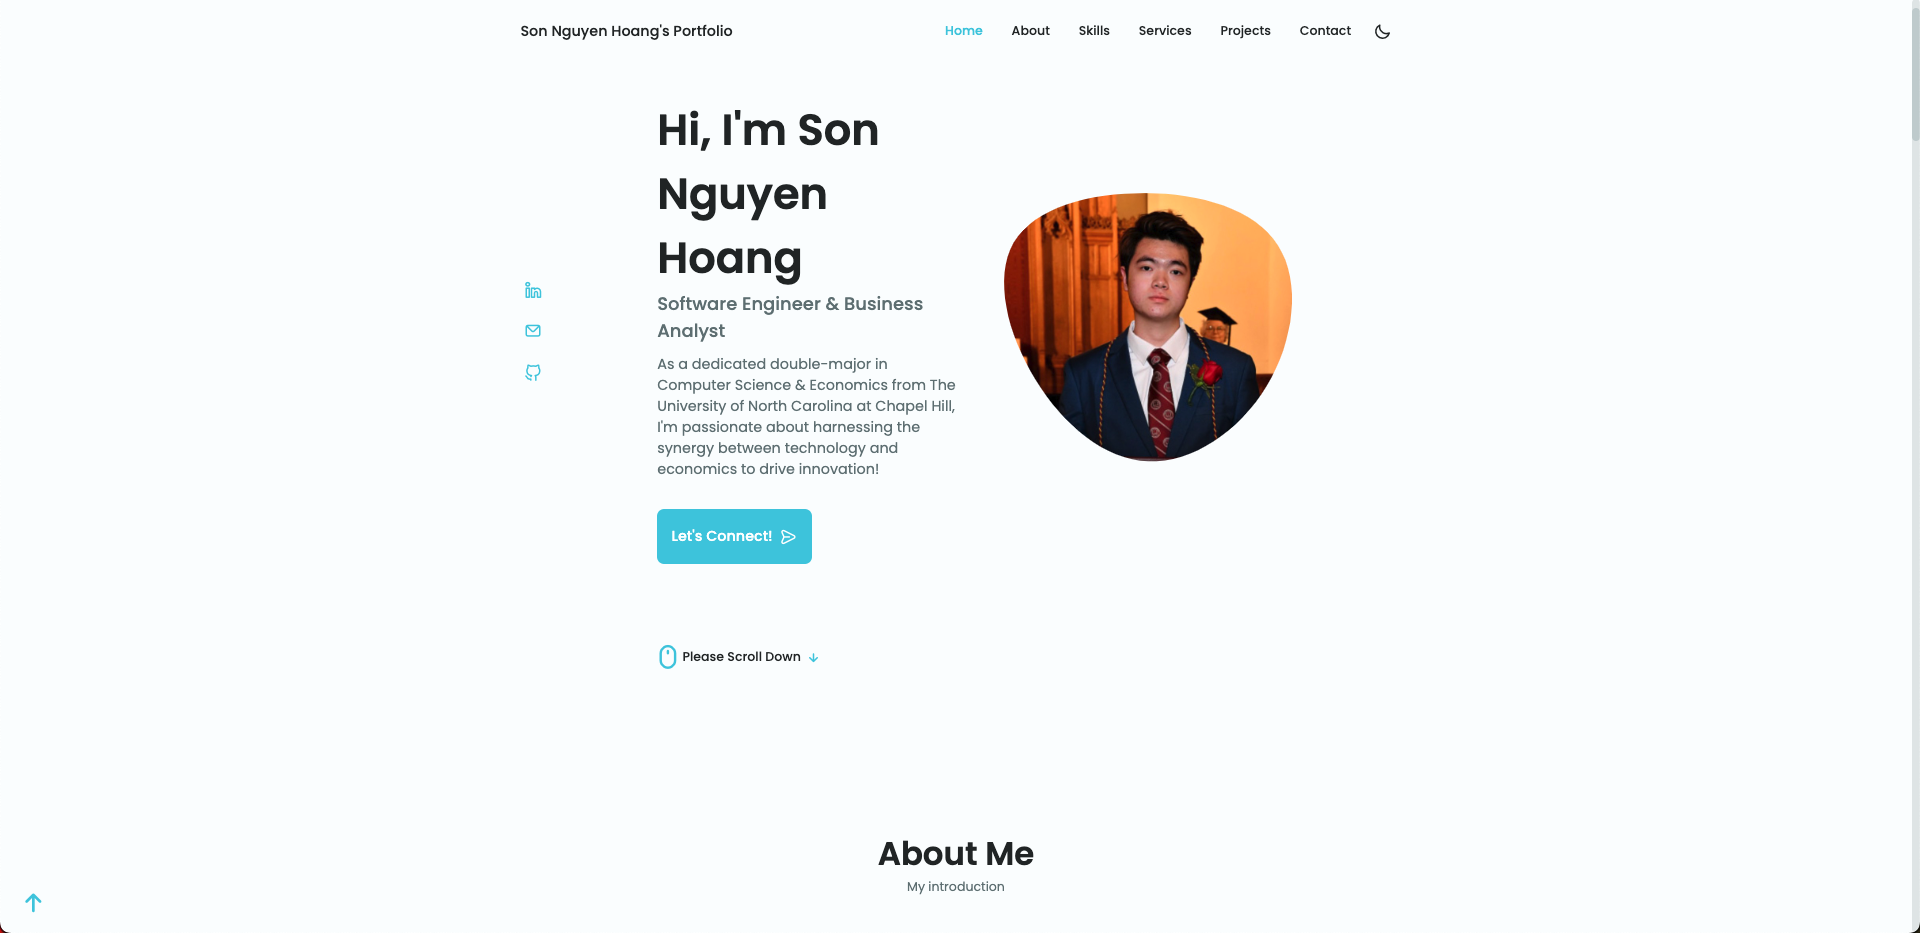 Son Nguyen Hoang's Portfolio
Home
About
Skills
Services
Projects
Contact
Hi, I'm Son
Nguyen
Hoang
Software Engineer & Business
Analyst
As a dedicated double-major in
Computer Science & Economics from The
University of North Carolina at Chapel Hill,
I'm passionate about harnessing the
synergy between technology and
economics to drive innovation!
Let's Connect!
Please Scroll Down
About Me
My introduction